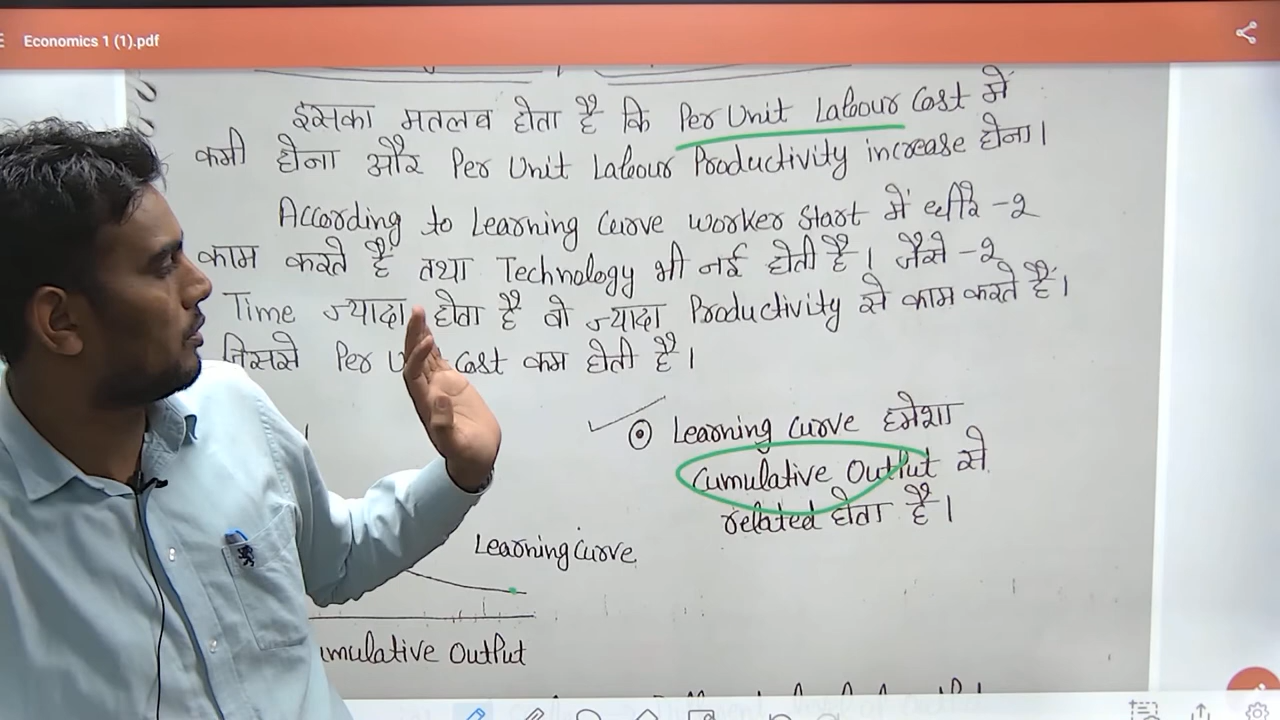 Economics 1 (1).pdf
इसका मतलब होता है कि Per Unit Labour Cost में
कमी होना और Per Unit Labour Productivity increase होना।
According to Learning Curve worker Start में धीरे -२
काम करते हैं तथा Technology भी नई होती है। जैसे -२
Time ज्यादा होता है वो ज्यादा Productivity से काम करते हैं।
जिससे Per Cost कम होती है।
Learning Curve हमेशा
Cumulative Output से
related होता है।
Learning Curve
umulative Output